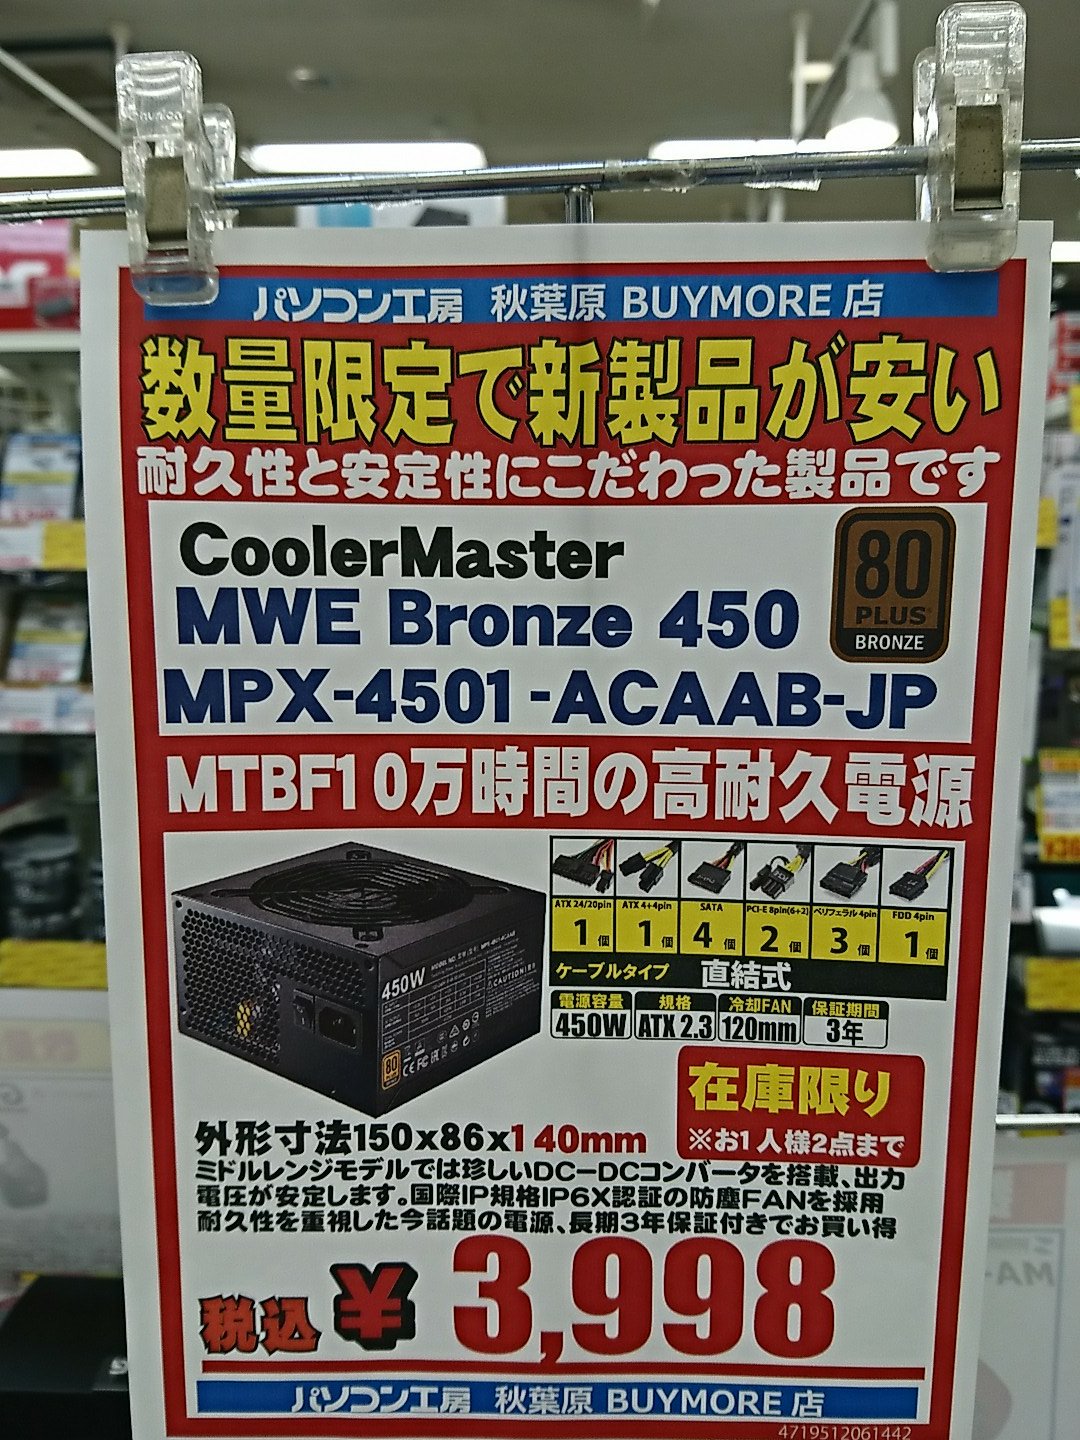 パソコン工房 秋葉原 BUYMORE 店
数量限定で新製品が安い
耐久性と安定性にこだわった製品です
CoolerMaster
MWE Bronze 450
MPX-4501-ACAAB-JP
80
PLUS
BRONZE
MTBF10万時間の高耐久電源
ATX 24/20pin ATX 4+4pin SATA PCI-E 8pin(6+2) ペリフェラル 4pin FDD 4pin
1個 1個 4個 2個 3個 1個
ケーブルタイプ 直結式
電源容量 規格 冷却FAN 保証期間
450W ATX 2.3 120mm 3年
450W
CAUTION
80
在庫限り
※お1人様2点まで
外形寸法150x86x140mm
ミドルレンジモデルでは珍しいDC-DCコンバータを搭載、出力
電圧が安定します。国際IP規格IP6X認証の防塵FANを採用
耐久性を重視した今話題の電源、長期3年保証付きでお買い得
税込 ¥3,998
パソコン工房 秋葉原 BUYMORE 店
4719512061442